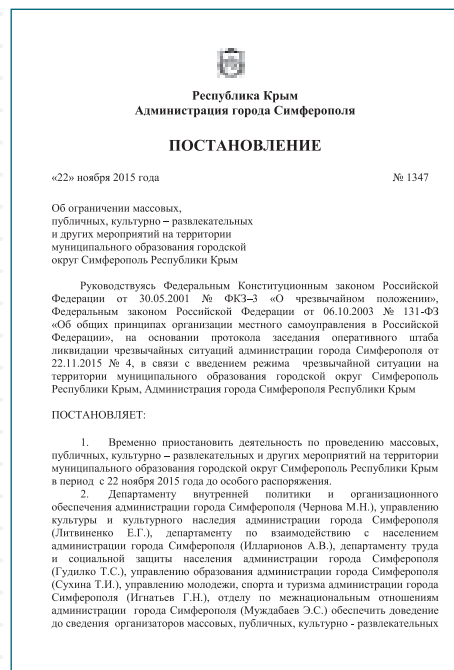 Республика Крым
Администрация города Симферополя
ПОСТАНОВЛЕНИЕ
«22» ноября 2015 года № 1347
Об ограничении массовых,
публичных, культурно – развлекательных
и других мероприятий на территории
муниципального образования городской
округ Симферополь Республики Крым
Руководствуясь Федеральным Конституционным законом Российской
Федерации от 30.05.2001 № ФКЗ–3 «О чрезвычайном положении»,
Федеральным законом Российской Федерации от 06.10.2003 № 131-ФЗ
«Об общих принципах организации местного самоуправления в Российской
Федерации», на основании протокола заседания оперативного штаба
ликвидации чрезвычайных ситуаций администрации города Симферополя от
22.11.2015 № 4, в связи с введением режима чрезвычайной ситуации на
территории муниципального образования городской округ Симферополь
Республики Крым, Администрация города Симферополя Республики Крым
ПОСТАНОВЛЯЕТ:
1. Временно приостановить деятельность по проведению массовых,
публичных, культурно – развлекательных и других мероприятий на территории
муниципального образования городской округ Симферополь Республики Крым
в период с 22 ноября 2015 года до особого распоряжения.
2. Департаменту внутренней политики и организационного
обеспечения администрации города Симферополя (Чернова М.Н.), управлению
культуры и культурного наследия администрации города Симферополя
(Литвиненко Е.Г.), департаменту по взаимодействию с населением
администрации города Симферополя (Илларионов А.В.), департаменту труда
и социальной защиты населения администрации города Симферополя
(Гудилко Т.С.), управлению образования администрации города Симферополя
(Сухина Т.И.), управлению молодежи, спорта и туризма администрации города
Симферополя (Игнатьев Г.Н.), отделу по межнациональным отношениям
администрации города Симферополя (Муждабаев Э.С.) обеспечить доведение
до сведения организаторов массовых, публичных, культурно - развлекательных